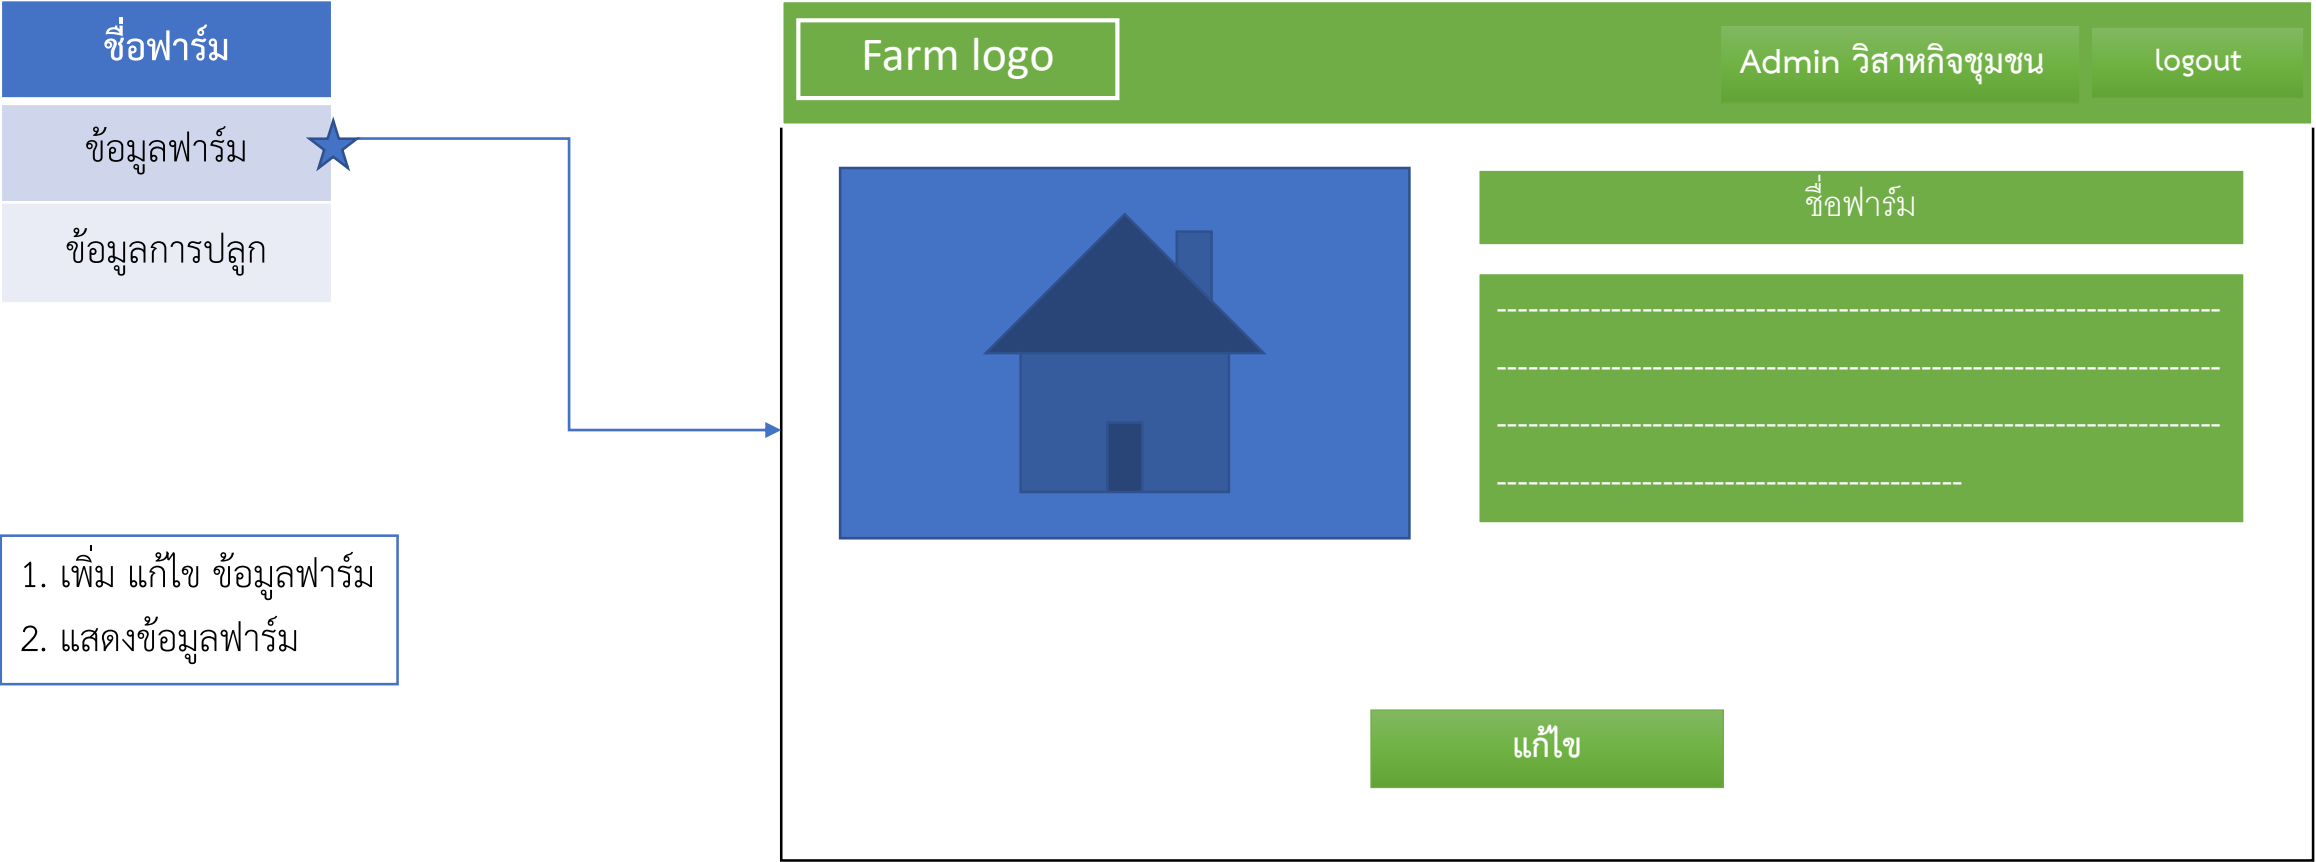 ชื่อฟาร์ม
ข้อมูลฟาร์ม
ข้อมูลการปลูก
1. เพิ่ม แก้ไข ข้อมูลฟาร์ม
2. แสดงข้อมูลฟาร์ม
Farm logo
Admin วิสาหกิจชุมชน
logout
ชื่อฟาร์ม
แก้ไข